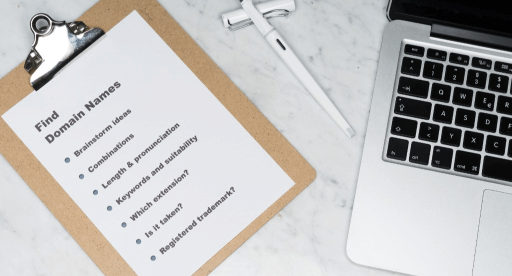 Find
Domain Names
Brainstorm ideas
Combinations
Length & pronunciation
Keywords and suitability
Which extension?
Is it taken?
Registered trademark?